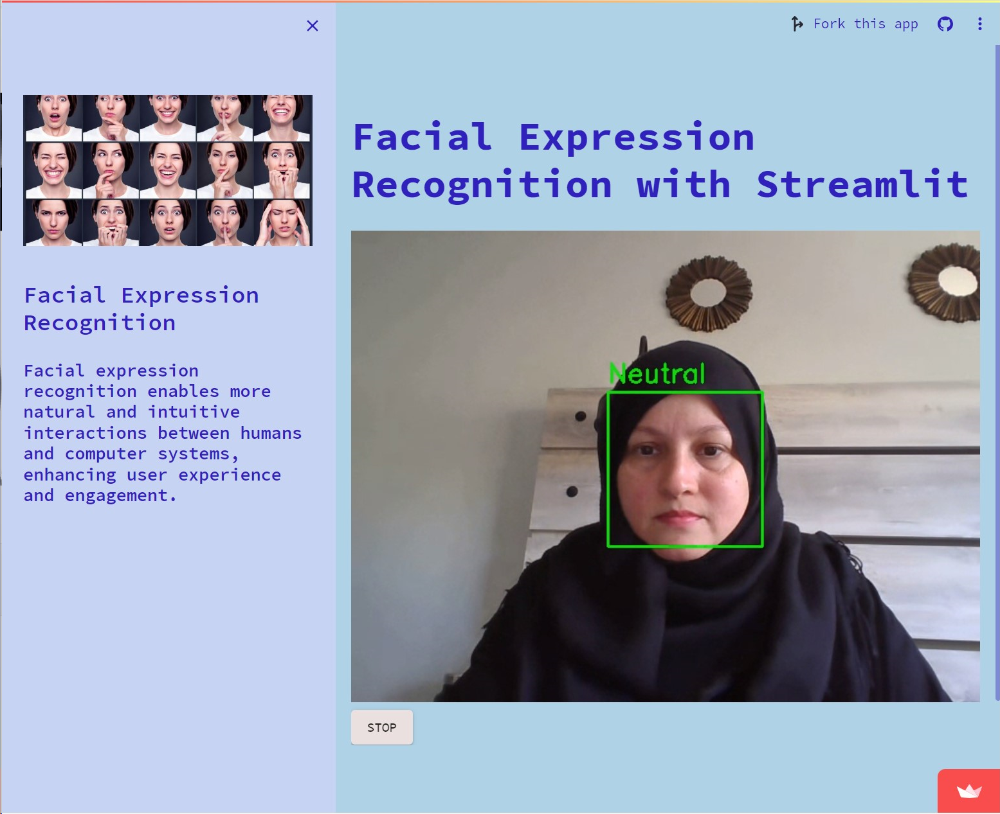 Fork this app
Facial Expression
Recognition
Facial expression
recognition enables more
natural and intuitive
interactions between humans
and computer systems,
enhancing user experience
and engagement.
Facial Expression
Recognition with Streamlit
Neutral
STOP